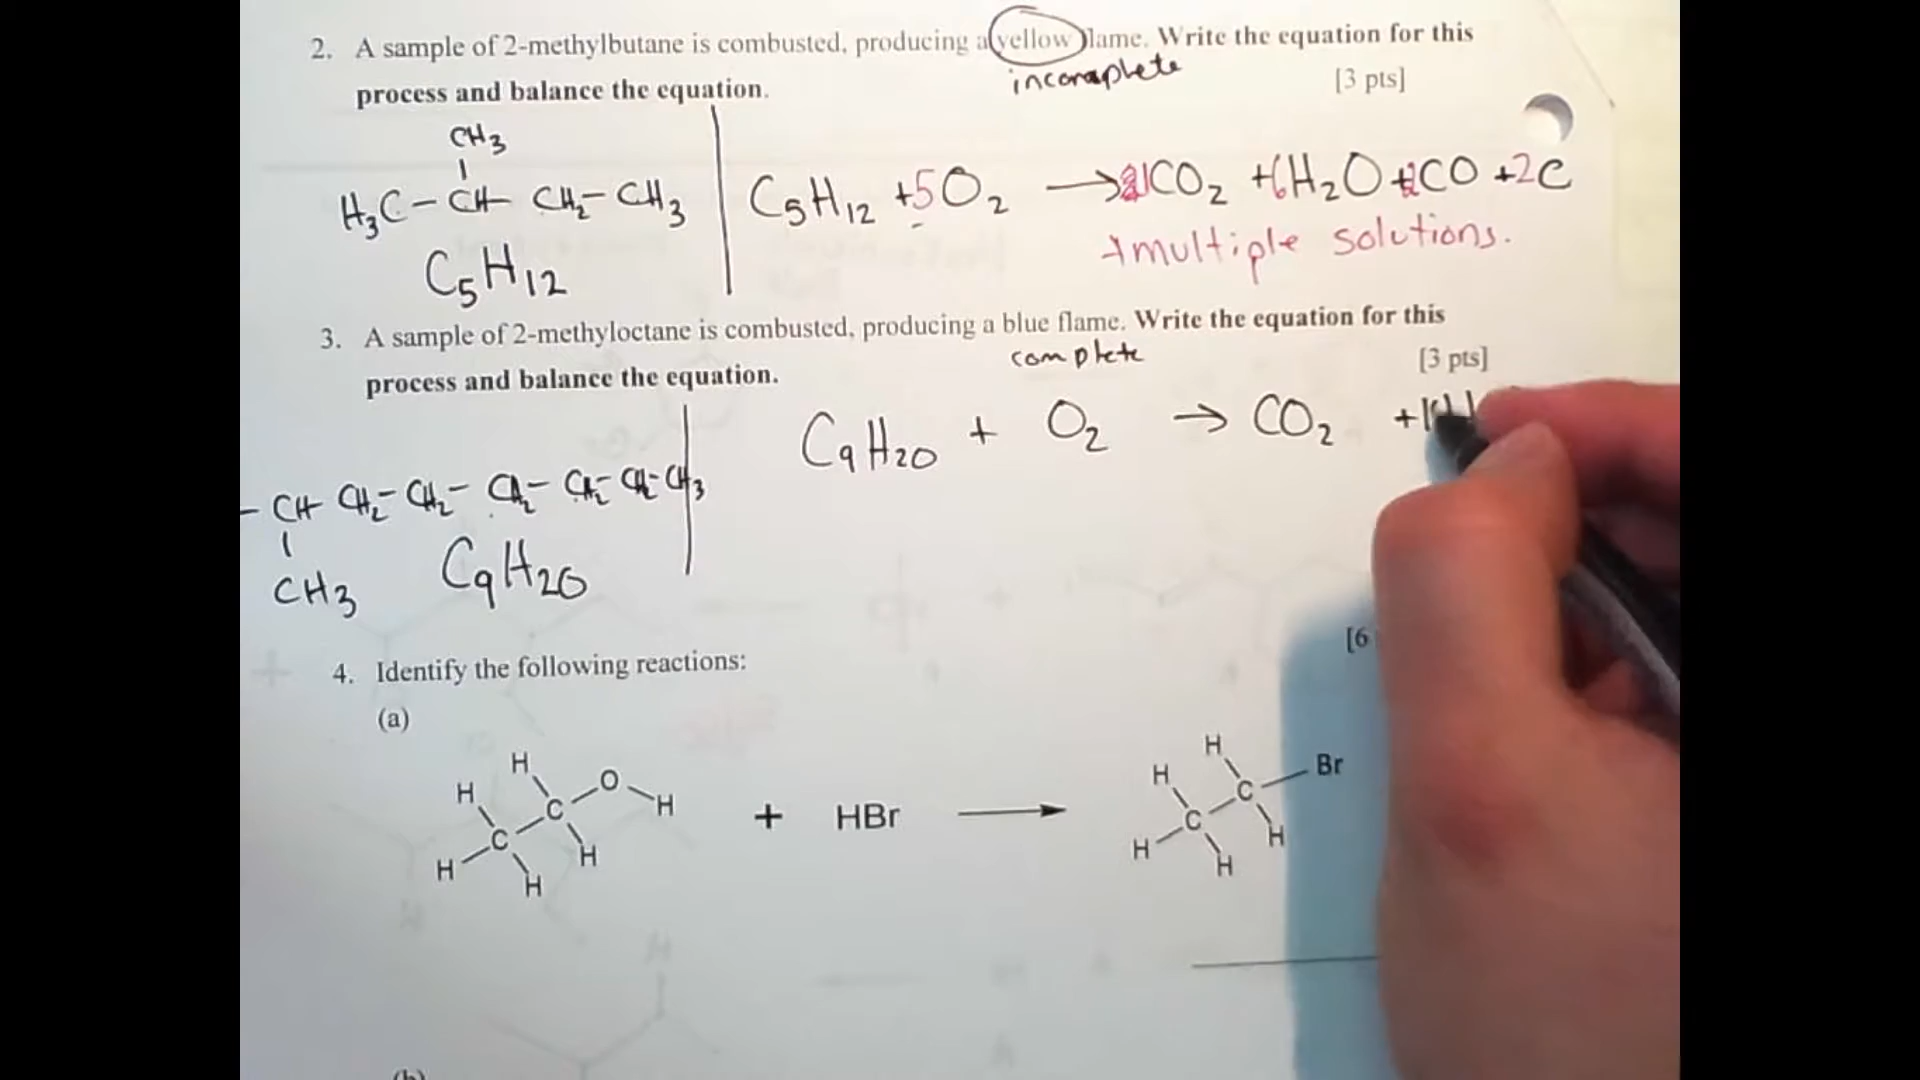 2. A sample of 2-methylbutane is combusted, producing a yellow flame. Write the equation for this
incomplete
process and balance the equation. [3 pts]
CH3
H3C - CH - CH2 - CH3
C5H12
C5H12 + 5O2 → 1CO2 + 6H2O + 2CO + 2C
+ multiple solutions.
3. A sample of 2-methyloctane is combusted, producing a blue flame. Write the equation for this
complete
process and balance the equation. [3 pts]
C9H20 + O2 → CO2 +
- CH CH2 - CH2 - CH2 - CH2 - CH2 - CH3
CH3
C9H20
[6
4. Identify the following reactions:
(a)
H H C C O H H H H
+ HBr
H H C C Br H H H
(b)